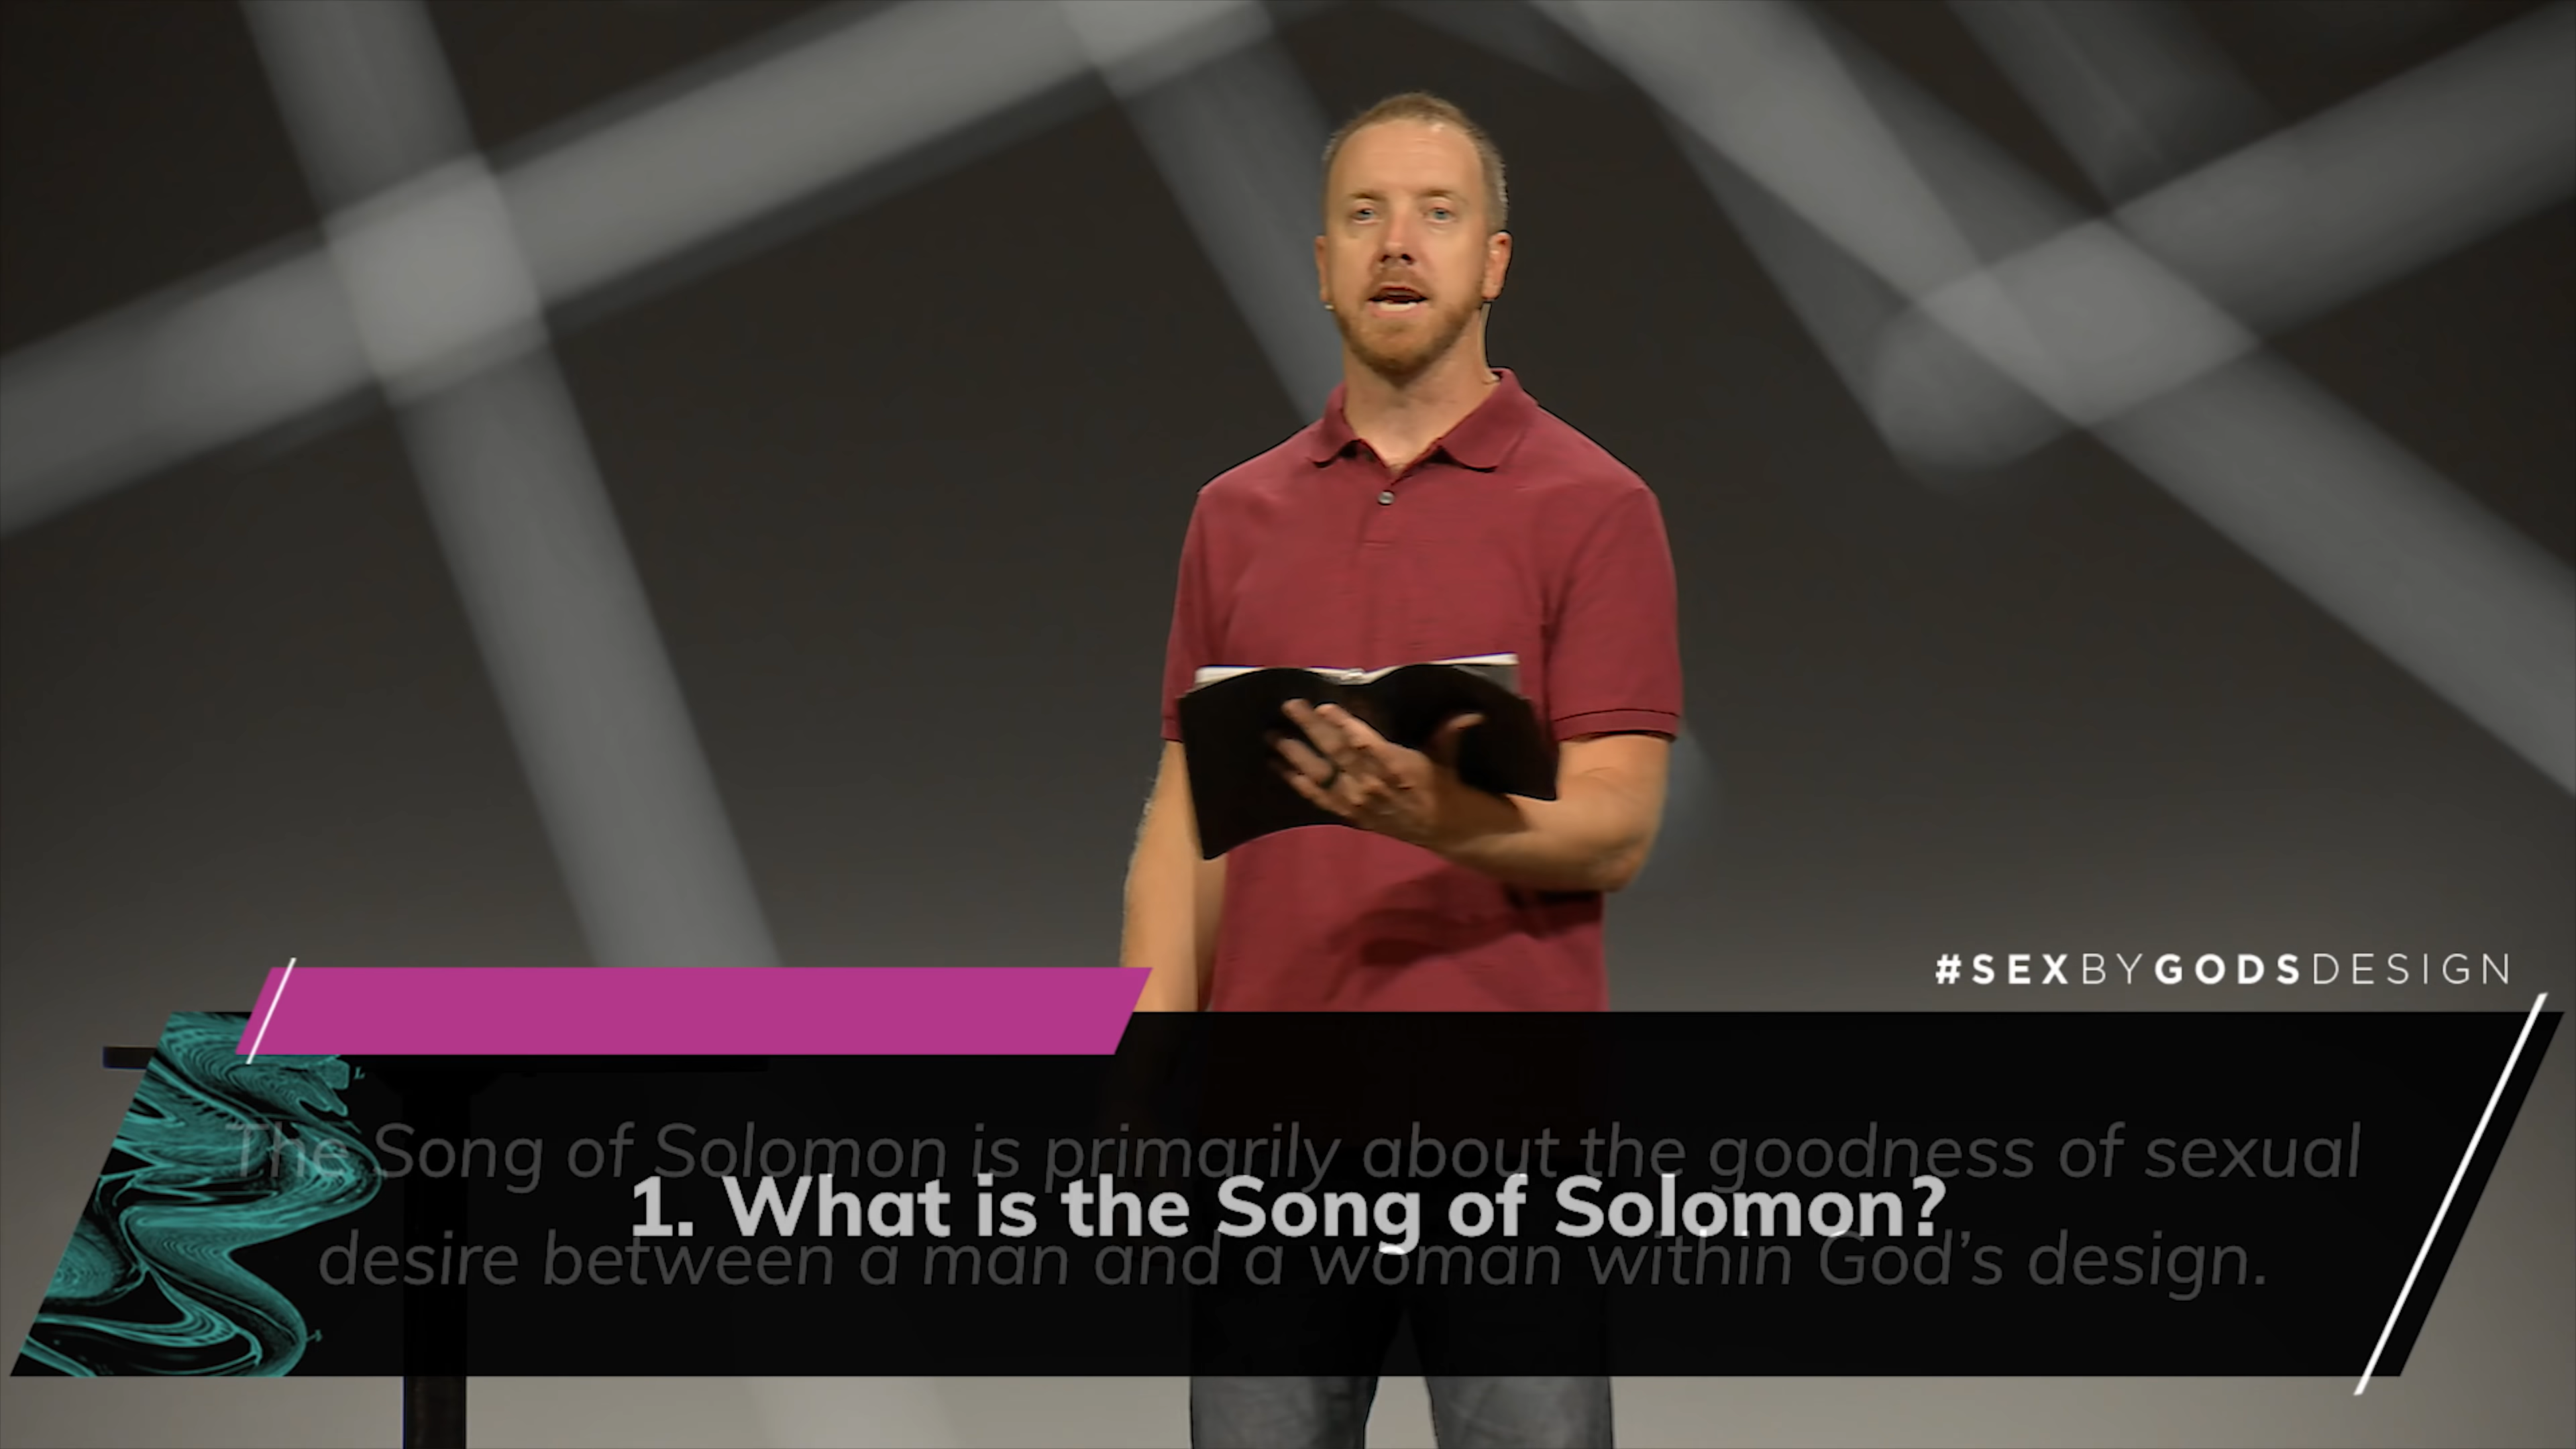 #SEXBYGODSDESIGN
The Song of Solomon is primarily about the goodness of sexual
1. What is the Song of Solomon?
desire between a man and a woman within God's design.